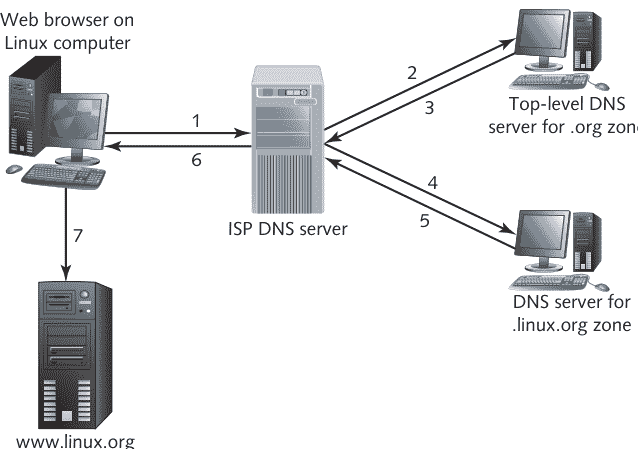 Web browser on
Linux computer
1
6
2
3
4
5
7
ISP DNS server
Top-level DNS
server for .org zon
DNS server for
.linux.org zone
www.linux.org